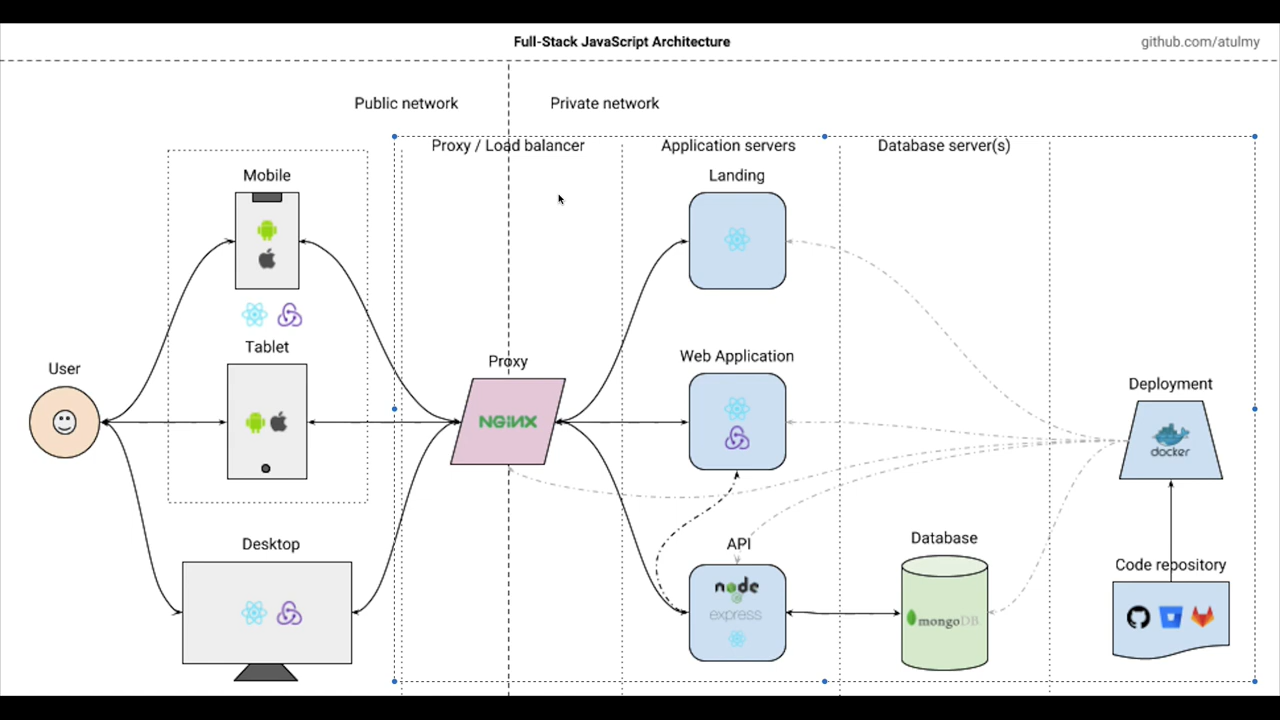 Full-Stack JavaScript Architecture
github.com/atulmy
Public network
Private network
Proxy / Load balancer
Application servers
Database server(s)
Mobile
Landing
Tablet
Web Application
User
Proxy
NGINX
Deployment
docker
Desktop
API
node
express
Database
mongoDB
Code repository